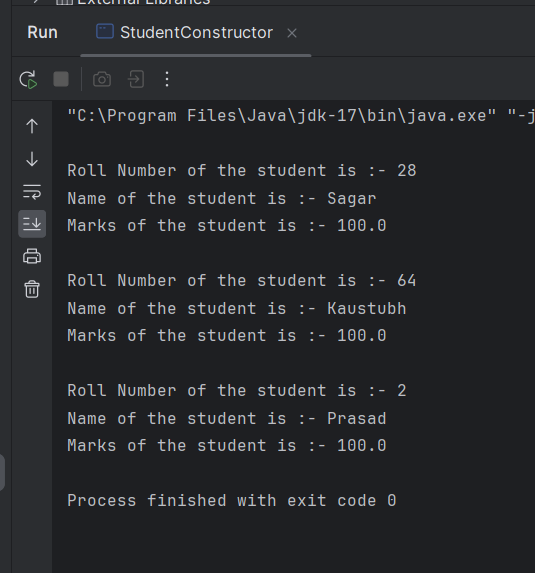 External Libraries
Run StudentConstructor
"C:\Program Files\Java\jdk-17\bin\java.exe" "-j
Roll Number of the student is :- 28
Name of the student is :- Sagar
Marks of the student is :- 100.0
Roll Number of the student is :- 64
Name of the student is :- Kaustubh
Marks of the student is :- 100.0
Roll Number of the student is :- 2
Name of the student is :- Prasad
Marks of the student is :- 100.0
Process finished with exit code 0